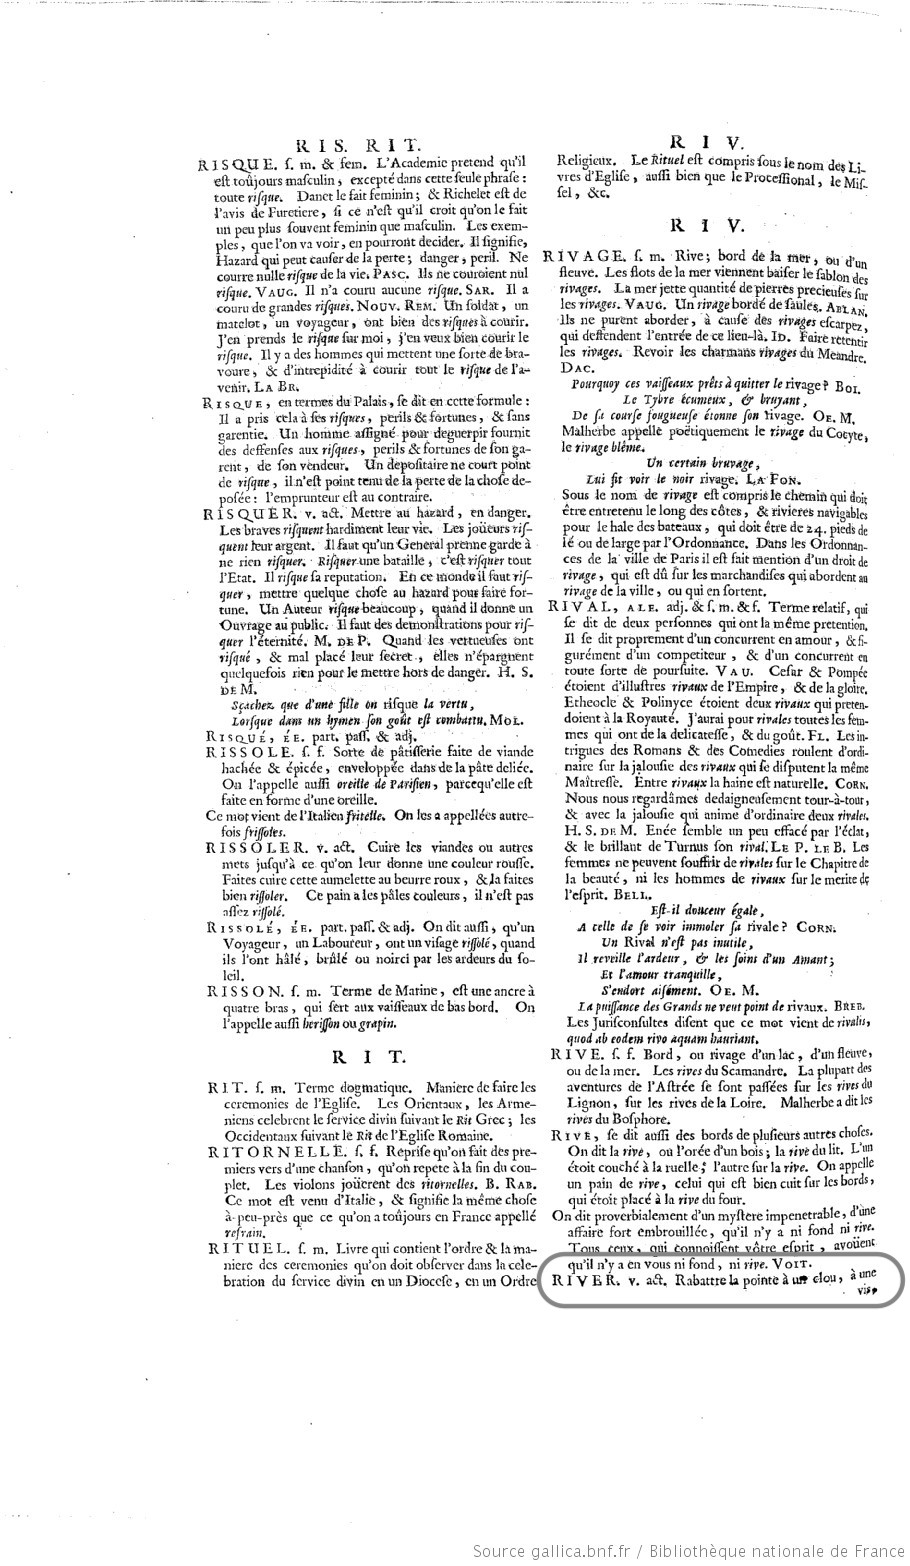 R I S. R I T.
RISQUE. ſ. m. & fem. L'Academie pretend qu'il
eſt toûjours maſculin, excepté dans cette ſeule phraſe :
toute riſque. Danet le fait feminin ; & Richelet eſt de
l'avis de Furetiere, ſi ce n'eſt qu'il croit qu'on le fait
un peu plus ſouvent feminin que maſculin. Les exem-
ples, que l'on va voir, en pourront decider. Il ſignifie,
Hazard qui peut cauſer de la perte ; danger, peril. Ne
courre nulle riſque de la vie. PASC. Ils ne couroient nul
riſque. VAUG. Il n'a couru aucune riſque. SAR. Il a
couru de grandes riſques. NOUV. REM. Un ſoldat, un
matelot, un voyageur, ont bien des riſques à courir.
J'en prends le riſque ſur moi, j'en veux bien courir le
riſque. Il y a des hommes qui mettent une ſorte de bra-
voure, & d'intrepidité à courir tout le riſque de l'a-
venir. LA BR.
RISQUE, en termes du Palais, ſe dit en cette formule :
Il a pris cela à ſes riſques, perils & fortunes, & ſans
garentie. Un homme aſſigné pour deguerpir fournit
des deffenſes aux riſques, perils & fortunes de ſon ga-
rent, de ſon vendeur. Un depoſitaire ne court point
de riſque, il n'eſt point tenu de la perte de la choſe de-
poſée : l'emprunteur eſt au contraire.
RISQUER. v. act. Mettre au hazard, en danger.
Les braves riſquent hardiment leur vie. Les joüeurs riſ-
quent leur argent. Il faut qu'un General prenne garde à
ne rien riſquer. Riſquer une bataille, c'eſt riſquer tout
l'Etat. Il riſque ſa reputation. En ce monde il faut riſ-
quer, mettre quelque choſe au hazard pour faire for-
tune. Un Auteur riſque beaucoup, quand il donne un
Ouvrage au public. Il faut des demonſtrations pour riſ-
quer l'éternité. M. DE P. Quand les vertueuſes ont
riſqué, & mal placé leur ſecret, elles n'épargnent
quelquefois rien pour le mettre hors de danger. H. S.
DE M.
Sçachez que d'une fille on riſque la vertu,
Lorſque dans un hymen ſon goût eſt combattu. MOL.
RISQUÉ, ÉE. part. paſſ. & adj.
RISSOLE. ſ. f. Sorte de pâtiſſerie faite de viande
hachée & épicée, enveloppée dans de la pâte deliée.
On l'appelle auſſi oreille de Pariſien, parcequ'elle eſt
faite en forme d'une oreille.
Ce mot vient de l'Italien fritelle. On les a appellées autre-
fois friſſoles.
RISSOLER. v. act. Cuire les viandes ou autres
mets juſqu'à ce qu'on leur donne une couleur rouſſe.
Faites cuire cette aumelette au beurre roux, & la faites
bien riſſoler. Ce pain a les pâles couleurs, il n'eſt pas
aſſez riſſolé.
RISSOLÉ, ÉE. part. paſſ. & adj. On dit auſſi, qu'un
Voyageur, un Laboureur, ont un viſage riſſolé, quand
ils l'ont hâlé, brûlé ou noirci par les ardeurs du ſo-
leil.
RISSON. ſ. m. Terme de Marine, eſt une ancre à
quatre bras, qui ſert aux vaiſſeaux de bas bord. On
l'appelle auſſi heriſſon ou grapin.
R I T.
RIT. ſ. m. Terme dogmatique. Maniere de faire les
ceremonies de l'Egliſe. Les Orientaux, les Arme-
niens celebrent le ſervice divin ſuivant le Rit Grec ; les
Occidentaux ſuivant le Rit de l'Egliſe Romaine.
RITORNELLE. ſ. f. Repriſe qu'on fait des pre-
miers vers d'une chanſon, qu'on repete à la fin du cou-
plet. Les violons joüerent des ritornelles. B. RAB.
Ce mot est venu d'Italie, & ſignifie la même choſe
à-peu-près que ce qu'on a toûjours en France appellé
refrain.
RITUEL. ſ. m. Livre qui contient l'ordre & la ma-
niere des ceremonies qu'on doit obſerver dans la cele-
bration du ſervice divin en un Dioceſe, en un Ordre
R I V.
Religieux. Le Rituel eſt compris ſous le nom des Li-
vres d'Egliſe, auſſi bien que le Proceſſional, le Miſ-
ſel, &c.
R I V.
RIVAGE. ſ. m. Rive ; bord de la mer, ou d'un
fleuve. Les flots de la mer viennent baiſer le ſablon des
rivages. La mer jette quantité de pierres precieuſes ſur
les rivages. VAUG. Un rivage bordé de ſaules. ABLAN.
Ils ne purent aborder, à cauſe des rivages eſcarpez,
qui deffendent l'entrée de ce lieu-là. ID. Faire retentir
les rivages. Revoir les charmans rivages du Meandre.
DAC.
Pourquoy ces vaiſſeaux prêts à quitter le rivage ? BOI.
Le Tybre écumeux, & bruyant,
De ſa courſe fougueuſe étonne ſon rivage. OE. M.
Malherbe appelle poëtiquement le rivage du Cocyte,
le rivage blême.
Un certain bruvage,
Lui fit voir le noir rivage. LA FON.
Sous le nom de rivage eſt compris le chemin qui doit
être entretenu le long des côtes, & rivieres navigables
pour le hale des bateaux, qui doit être de 24. pieds de
lé ou de large par l'Ordonnance. Dans les Ordonnan-
ces de la ville de Paris il eſt fait mention d'un droit de
rivage, qui eſt dû ſur les marchandiſes qui abordent au
rivage de la ville, ou qui en ſortent.
RIVAL, ALE. adj. & ſ. m. & f. Terme relatif, qui
ſe dit de deux perſonnes qui ont la même pretention.
Il ſe dit proprement d'un concurrent en amour, & fi-
gurément d'un competiteur, & d'un concurrent en
toute ſorte de pourſuite. VAU. Ceſar & Pompée
étoient d'illuſtres rivaux de l'Empire, & de la gloire.
Etheocle & Polinyce étoient deux rivaux qui preten-
doient à la Royauté. J'aurai pour rivales toutes les fem-
mes qui ont de la delicateſſe, & du goût. FL. Les in-
trigues des Romans & des Comedies roulent d'ordi-
naire ſur la jalouſie des rivaux qui ſe diſputent la même
Maîtreſſe. Entre rivaux la haine eſt naturelle. CORN.
Nous nous regardâmes dedaigneuſement tour-à-tour,
& avec la jalouſie qui anime d'ordinaire deux rivales.
H. S. DE M. Enée ſemble un peu effacé par l'éclat,
& le brillant de Turnus ſon rival. LE P. LE B. Les
femmes ne peuvent ſouffrir de rivales ſur le Chapitre de
la beauté, ni les hommes de rivaux ſur le merite de
l'eſprit. BELL.
Eſt-il douceur égale,
A celle de ſe voir immoler ſa rivale ? CORN.
Un Rival n'eſt pas inutile,
Il reveille l'ardeur, & les ſoins d'un Amant ;
Et l'amour tranquille,
S'endort aiſément. OE. M.
La puiſſance des Grands ne veut point de rivaux. BREB.
Les Juriſconſultes diſent que ce mot vient de rivalis,
quod ab eodem rivo aquam hauriant.
RIVE. ſ. f. Bord, ou rivage d'un lac, d'un fleuve,
ou de la mer. Les rives du Scamandre. La plupart des
aventures de l'Aſtrée ſe ſont paſſées ſur les rives du
Lignon, ſur les rives de la Loire. Malherbe a dit les
rives du Boſphore.
RIVE, ſe dit auſſi des bords de pluſieurs autres choſes.
On dit la rive, ou l'orée d'un bois ; la rive du lit. L'un
étoit couché à la ruelle ; l'autre ſur la rive. On appelle
un pain de rive, celui qui eſt bien cuit ſur les bords,
qui étoit placé à la rive du four.
On dit proverbialement d'un myſtere impenetrable, d'une
affaire fort embrouillée, qu'il n'y a ni fond ni rive.
Tous ceux, qui connoiſſent vôtre eſprit, avoüent
qu'il n'y a en vous ni fond, ni rive. VOIT.
RIVER. v. act. Rabattre la pointe à un clou, à une
vis,
Source gallica.bnf.fr / Bibliothèque nationale de France